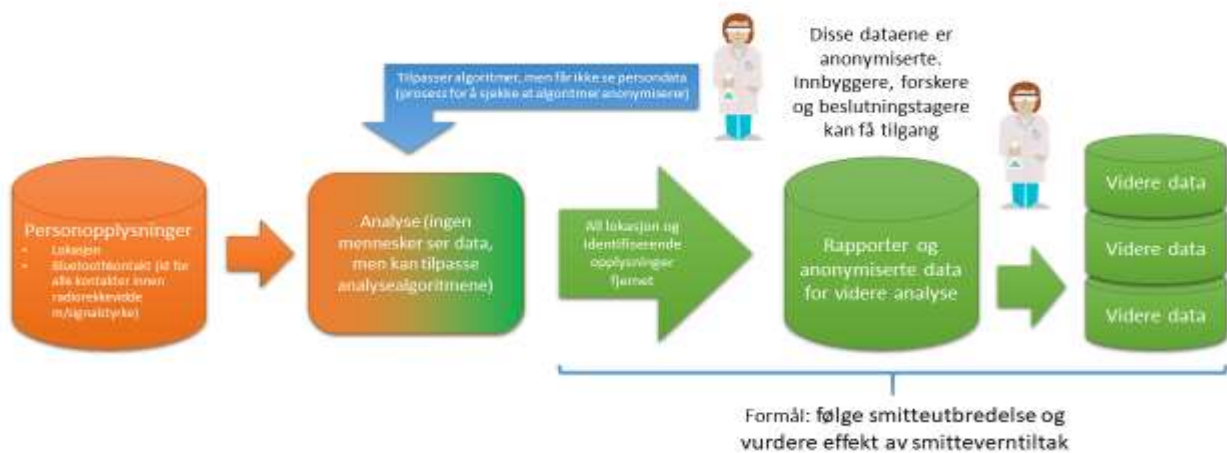 Tilpasser algoritmer, men får ikke se persondata
(prosess for å sjekke at algoritmer anonymiserer)
Disse dataene er
anonymiserte.
Innbyggere, forskere
og beslutningstagere
kan få tilgang
Personopplysninger
• Lokasjon
• Bluetoothkontakt (id for
alle kontakter innen
radiorekkevidde
m/signalstyrke)
Analyse (ingen
mennesker ser data,
men kan tilpasse
analysealgoritmene)
All lokasjon og
identifiserende
opplysninger
fjernet
Rapporter og
anonymiserte data
for videre analyse
Videre data
Videre data
Videre data
Formål: følge smitteutbredelse og
vurdere effekt av smitteverntiltak